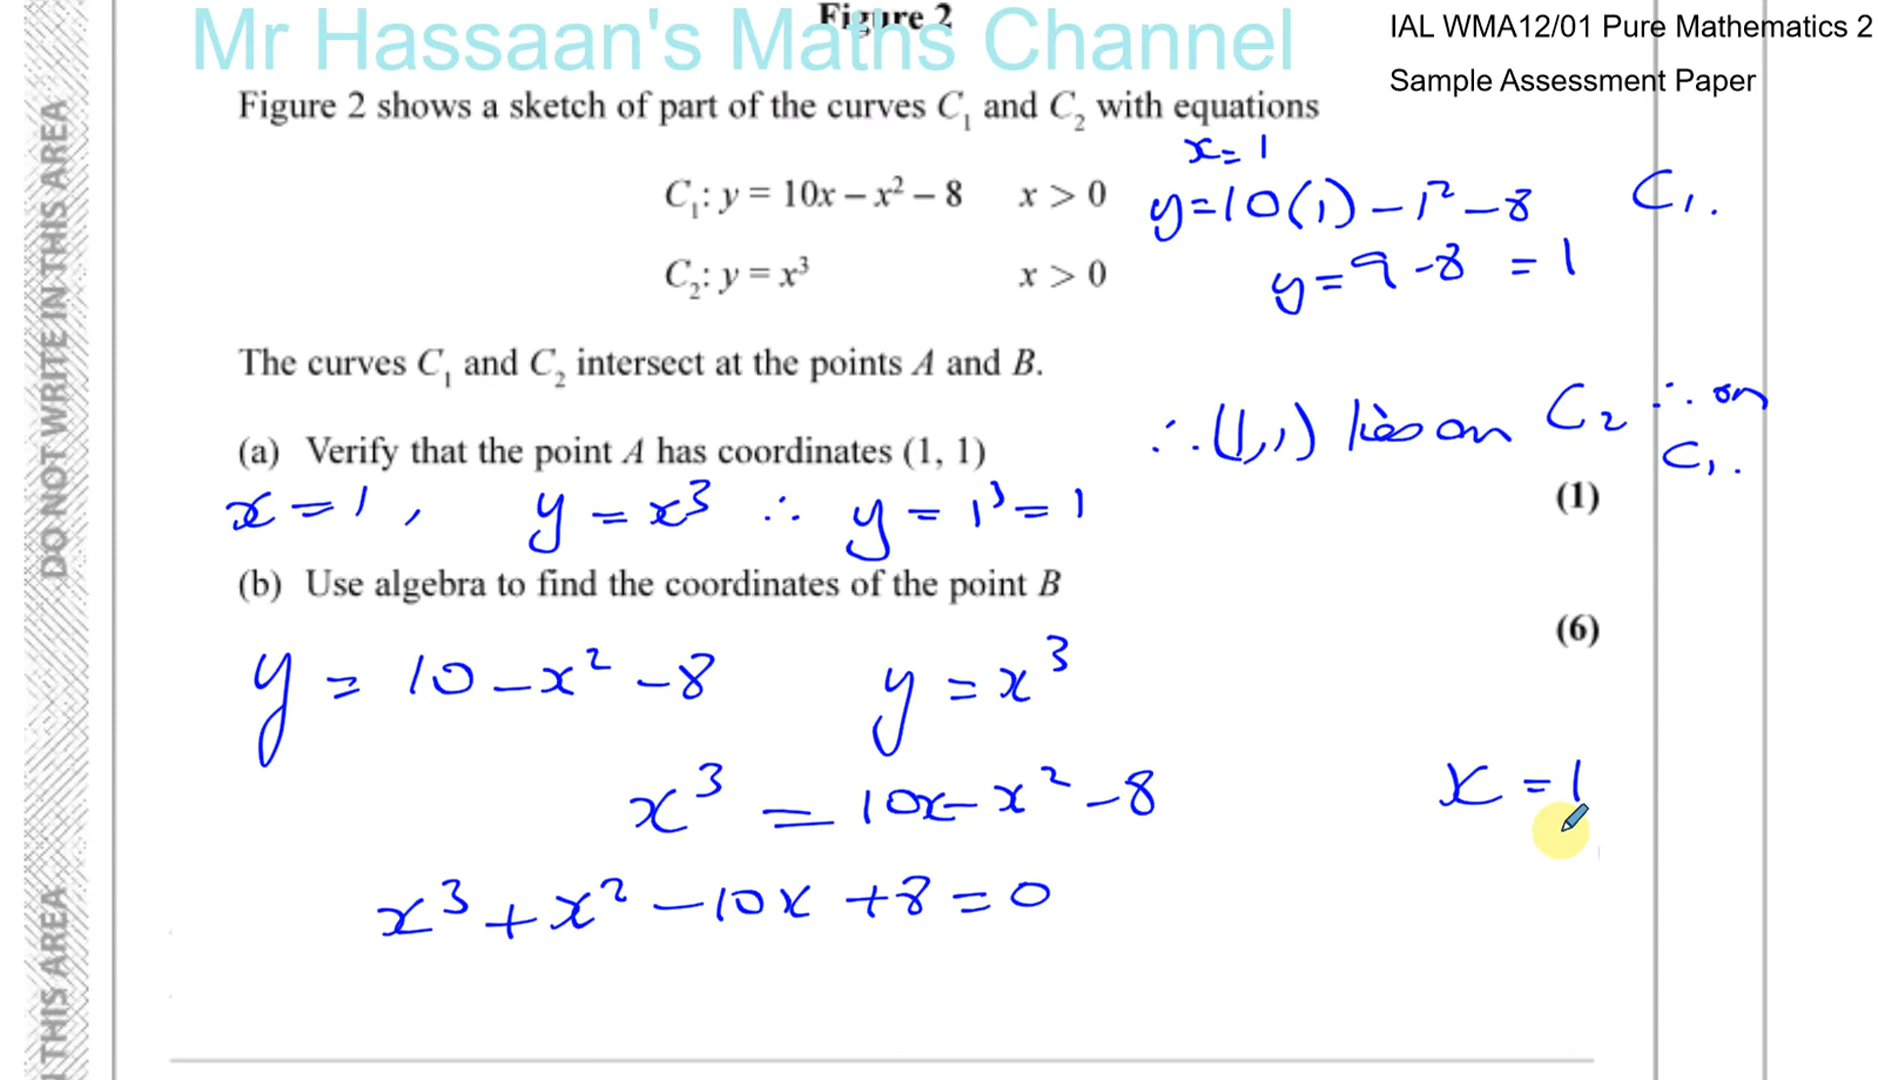 Figure 2
Mr Hassaan's Maths Channel
IAL WMA12/01 Pure Mathematics 2
Sample Assessment Paper
Figure 2 shows a sketch of part of the curves C₁ and C₂ with equations
x = 1
C₁: y = 10x – x² – 8 x > 0
y = 10(1) – 1² – 8 C₁.
C₂: y = x³ x > 0
y = 9 – 8 = 1
The curves C₁ and C₂ intersect at the points A and B.
∴ (1,1) lies on C₂ ∴ on C₁.
(a) Verify that the point A has coordinates (1, 1)
(1)
x = 1, y = x³ ∴ y = 1³ = 1
(b) Use algebra to find the coordinates of the point B
(6)
y = 10 – x² – 8 y = x³
x³ = 10x – x² – 8 x = 1
x³ + x² – 10x + 8 = 0
DO NOT WRITE IN THIS AREA
THIS AREA